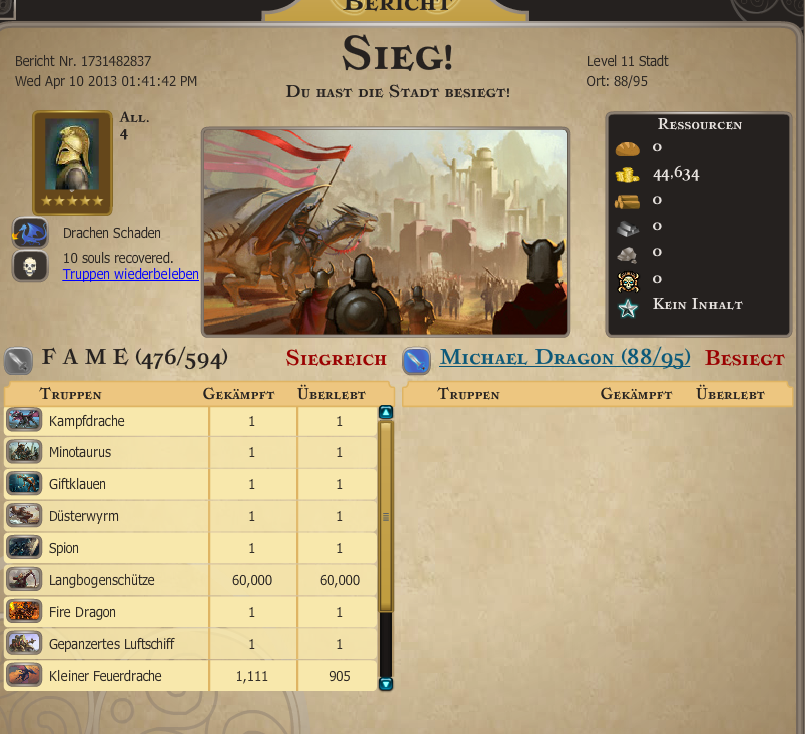 Bericht
Sieg!
Du hast die Stadt besiegt!
Bericht Nr. 1731482837
Wed Apr 10 2013 01:41:42 PM
Level 11 Stadt
Ort: 88/95
All.
4
Drachen Schaden
10 souls recovered.
Truppen wiederbeleben
Ressourcen
0
44,634
0
0
0
0
Kein Inhalt
F A M E (476/594) Siegreich
Michael Dragon (88/95) Besiegt
Truppen Gekämpft Überlebt
Kampfdrache 1 1
Minotaurus 1 1
Giftklauen 1 1
Düsterwyrm 1 1
Spion 1 1
Langbogenschütze 60,000 60,000
Fire Dragon 1 1
Gepanzertes Luftschiff 1 1
Kleiner Feuerdrache 1,111 905
Truppen Gekämpft Überlebt